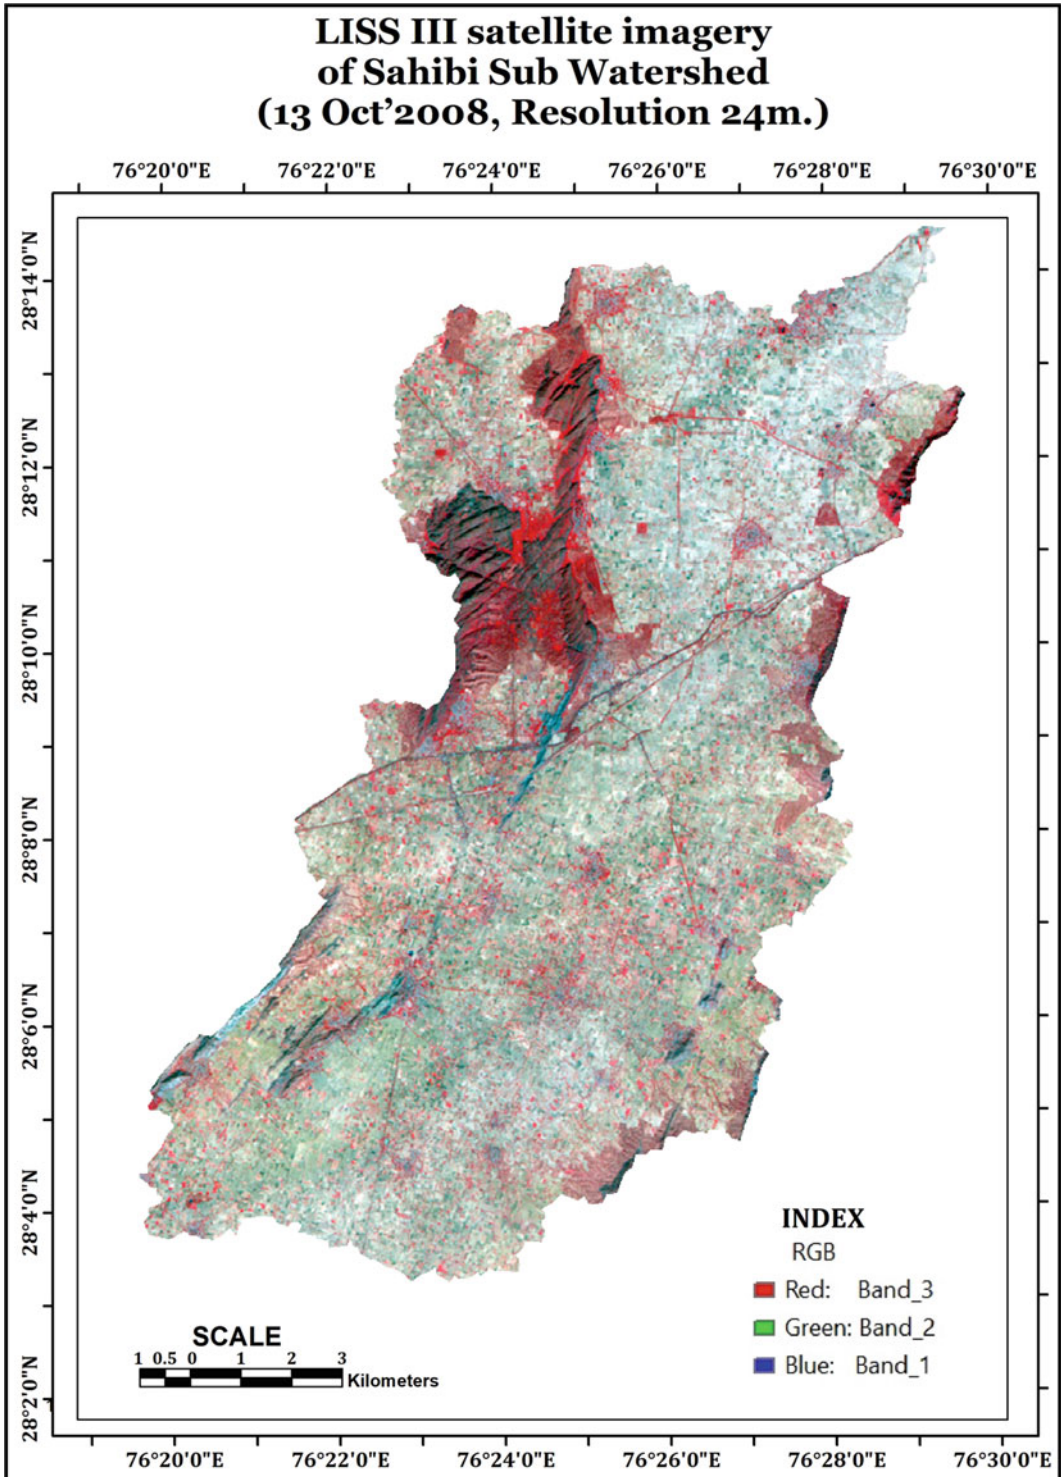 LISS III satellite imagery
of Sahibi Sub Watershed
(13 Oct'2008, Resolution 24m.)
76°20'0"E 76°22'0"E 76°24'0"E 76°26'0"E 76°28'0"E 76°30'0"E
28°14'0"N
28°12'0"N
28°10'0"N
28°8'0"N
28°6'0"N
28°4'0"N
28°2'0"N
INDEX
RGB
Red: Band_3
Green: Band_2
Blue: Band_1
SCALE
1 0.5 0 1 2 3
Kilometers
76°20'0"E 76°22'0"E 76°24'0"E 76°26'0"E 76°28'0"E 76°30'0"E